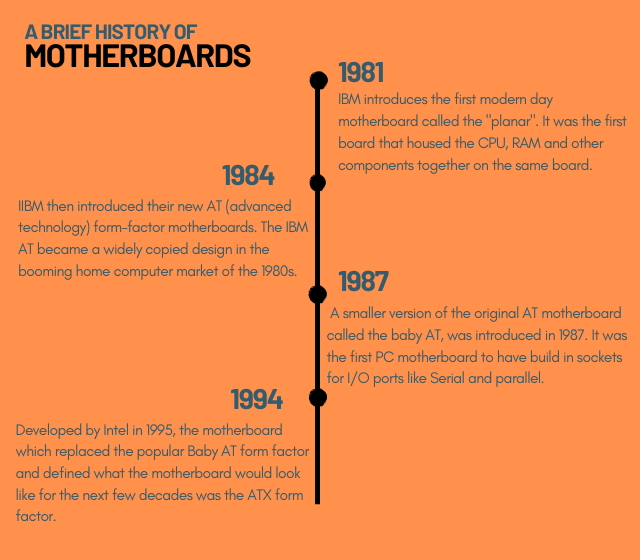 A BRIEF HISTORY OF
MOTHERBOARDS
1981
IBM introduces the first modern day
motherboard called the "planar". It was the first
board that housed the CPU, RAM and other
components together on the same board.
1984
IIBM then introduced their new AT (advanced
technology) form-factor motherboards. The IBM
AT became a widely copied design in the
booming home computer market of the 1980s.
1987
A smaller version of the original AT motherboard
called the baby AT, was introduced in 1987. It was
the first PC motherboard to have build in sockets
for I/O ports like Serial and parallel.
1994
Developed by Intel in 1995, the motherboard
which replaced the popular Baby AT form factor
and defined what the motherboard would look
like for the next few decades was the ATX form
factor.